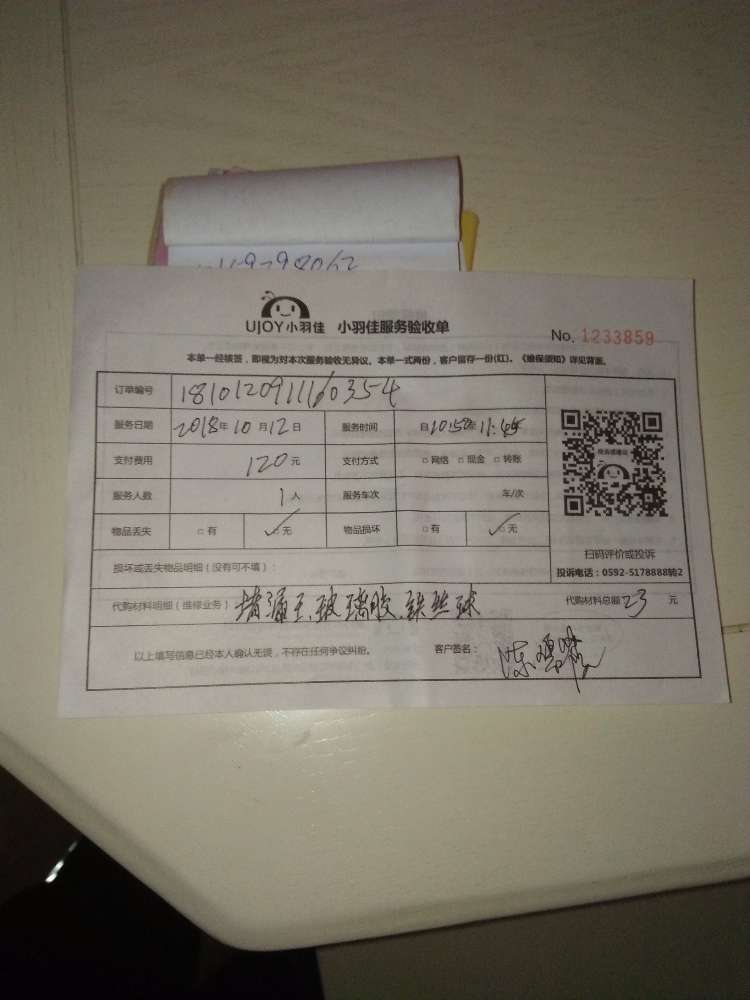 UJOY小羽佳 小羽佳服务验收单
No. 1233859
本单一经核签，即视为对本次服务验收无异议。本单一式两份，客户留存一份(红)。《维保须知》详见背面。
订单编号 1810120911160354
服务日期 2018年10月12日 服务时间 自10:50至11:45
支付费用 120元 支付方式 □网络 □现金 □转账
服务人数 1人 服务车次 车/次
物品丢失 □有 ☑无 物品损坏 □有 ☑无
扫码评价或投诉
损坏或丢失物品明细（没有可不填）：
投诉电话：0592-5178888转2
代购材料明细（维修业务）堵漏王、玻璃胶、铁丝球 代购材料总额 23 元
以上填写信息已经本人确认无误，不存在任何争议纠纷。 客户签名：